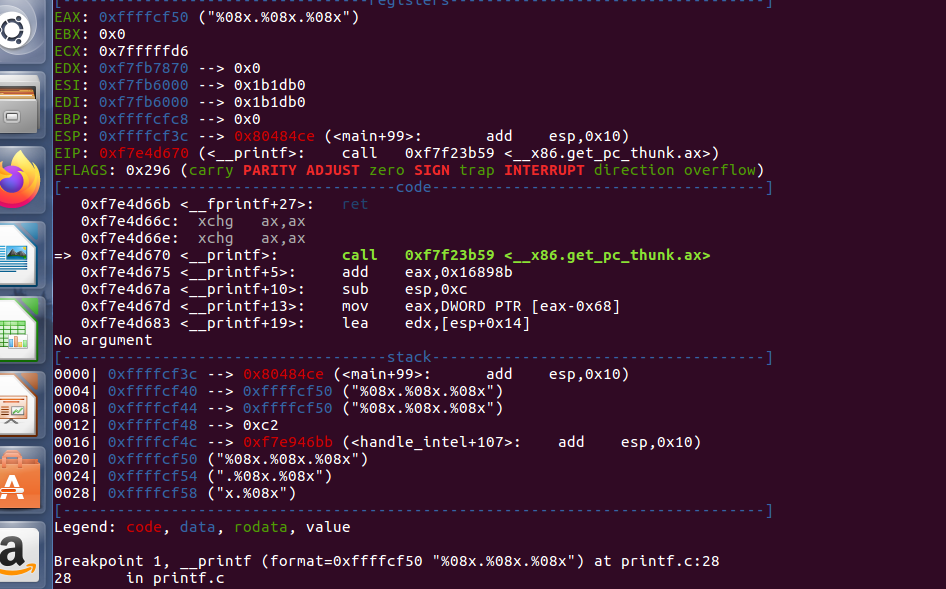 [----------------------------------registers-----------------------------------]
EAX: 0xffffcf50 ("%08x.%08x.%08x")
EBX: 0x0
ECX: 0x7fffffd6
EDX: 0xf7fb7870 --> 0x0
ESI: 0xf7fb6000 --> 0x1b1db0
EDI: 0xf7fb6000 --> 0x1b1db0
EBP: 0xffffcfc8 --> 0x0
ESP: 0xffffcf3c --> 0x80484ce (<main+99>:      add    esp,0x10)
EIP: 0xf7e4d670 (<__printf>:    call   0xf7f23b59 <__x86.get_pc_thunk.ax>)
EFLAGS: 0x296 (carry PARITY ADJUST zero SIGN trap INTERRUPT direction overflow)
[-------------------------------------code-------------------------------------]
   0xf7e4d66b <__fprintf+27>:   ret
   0xf7e4d66c:  xchg   ax,ax
   0xf7e4d66e:  xchg   ax,ax
=> 0xf7e4d670 <__printf>:       call   0xf7f23b59 <__x86.get_pc_thunk.ax>
   0xf7e4d675 <__printf+5>:     add    eax,0x16898b
   0xf7e4d67a <__printf+10>:    sub    esp,0xc
   0xf7e4d67d <__printf+13>:    mov    eax,DWORD PTR [eax-0x68]
   0xf7e4d683 <__printf+19>:    lea    edx,[esp+0x14]
No argument
[------------------------------------stack-------------------------------------]
0000| 0xffffcf3c --> 0x80484ce (<main+99>:      add    esp,0x10)
0004| 0xffffcf40 --> 0xffffcf50 ("%08x.%08x.%08x")
0008| 0xffffcf44 --> 0xffffcf50 ("%08x.%08x.%08x")
0012| 0xffffcf48 --> 0xc2
0016| 0xffffcf4c --> 0xf7e946bb (<handle_intel+107>:    add    esp,0x10)
0020| 0xffffcf50 ("%08x.%08x.%08x")
0024| 0xffffcf54 (".%08x.%08x")
0028| 0xffffcf58 ("x.%08x")
[------------------------------------------------------------------------------]
Legend: code, data, rodata, value

Breakpoint 1, __printf (format=0xffffcf50 "%08x.%08x.%08x") at printf.c:28
28      in printf.c